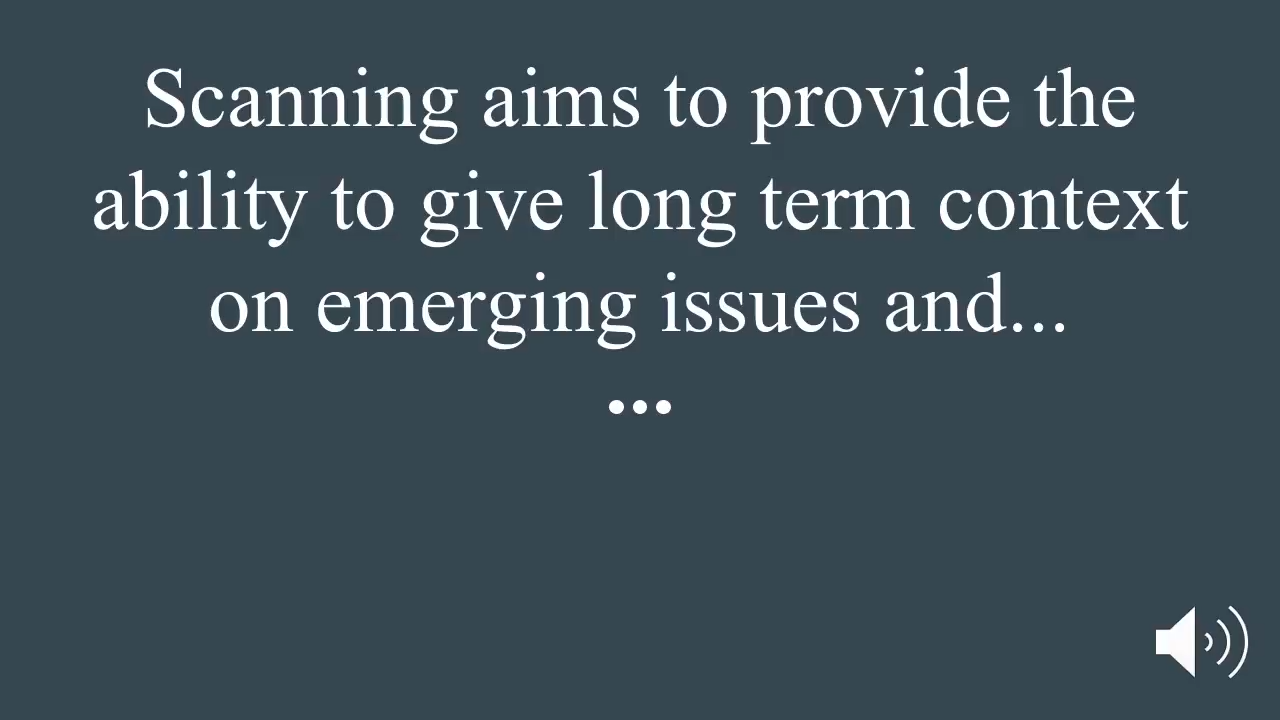 Scanning aims to provide the
ability to give long term context
on emerging issues and...
...